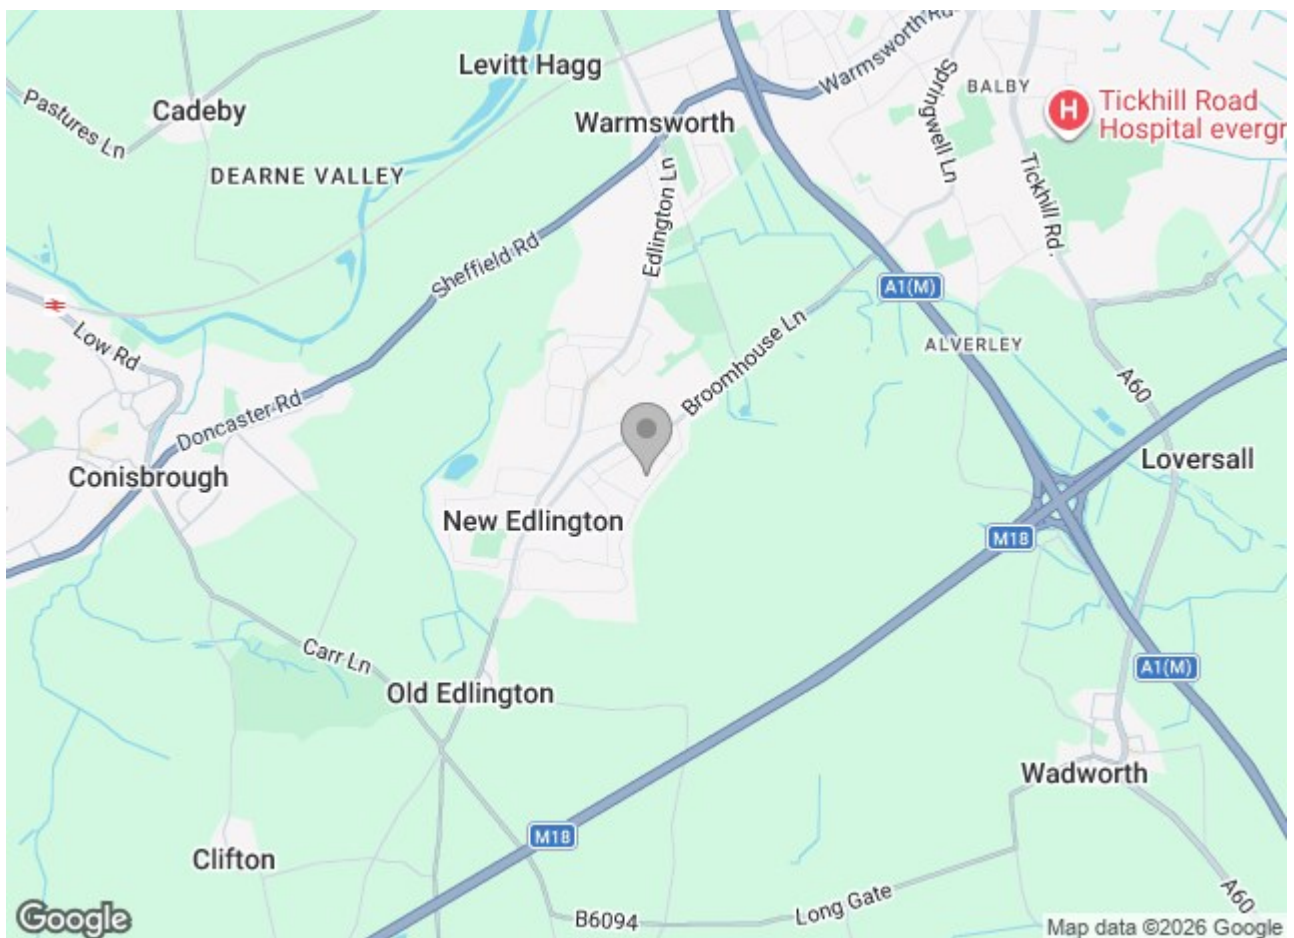 Warmsworth Rd
Levitt Hagg
Springwell Ln
BALBY
Pastures Ln
Cadeby
Tickhill Road
Hospital evergr
Warmsworth
DEARNE VALLEY
Edlington Ln
Tickhill Rd.
Sheffield Rd
A1(M)
Low Rd
Broomhouse Ln
ALVERLEY
A60
Doncaster Rd
Conisbrough
Loversall
New Edlington
M18
Carr Ln
Old Edlington
A1(M)
Wadworth
M18
Clifton
Long Gate
A60
B6094
Google
Map data ©2026 Google